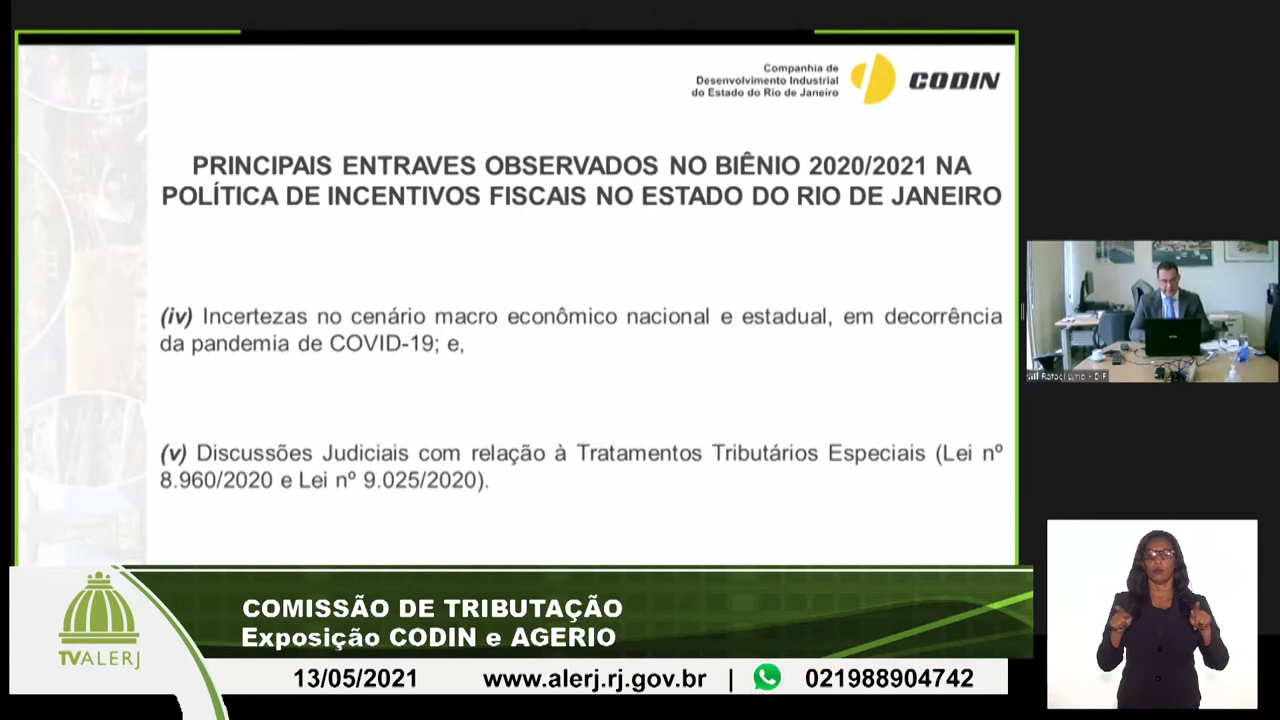 Companhia de
Desenvolvimento Industrial
do Estado do Rio de Janeiro
CODIN
PRINCIPAIS ENTRAVES OBSERVADOS NO BIÊNIO 2020/2021 NA
POLÍTICA DE INCENTIVOS FISCAIS NO ESTADO DO RIO DE JANEIRO
(iv) Incertezas no cenário macro econômico nacional e estadual, em decorrência
da pandemia de COVID-19; e,
(v) Discussões Judiciais com relação à Tratamentos Tributários Especiais (Lei nº
8.960/2020 e Lei nº 9.025/2020).
Rafael Lyrio - DIF
COMISSÃO DE TRIBUTAÇÃO
Exposição CODIN e AGERIO
TVALERJ
13/05/2021 www.alerj.rj.gov.br | 021988904742